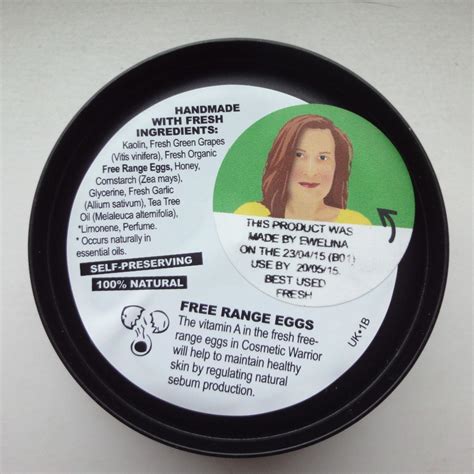 HANDMADE
WITH FRESH
INGREDIENTS:
Kaolin, Fresh Green Grapes
(Vitis vinifera), Fresh Organic
Free Range Eggs, Honey,
Cornstarch (Zea mays),
Glycerine, Fresh Garlic
(Allium sativum), Tea Tree
Oil (Melaleuca alternifolia),
*Limonene, Perfume.
* Occurs naturally in
essential oils.
SELF-PRESERVING
100% NATURAL
THIS PRODUCT WAS
MADE BY EWELINA
ON THE 23/04/15 (B01)
USE BY 20/05/15.
BEST USED
FRESH
FREE RANGE EGGS
The vitamin A in the fresh free-
range eggs in Cosmetic Warrior
will help to maintain healthy
skin by regulating natural
sebum production.
UK•1B